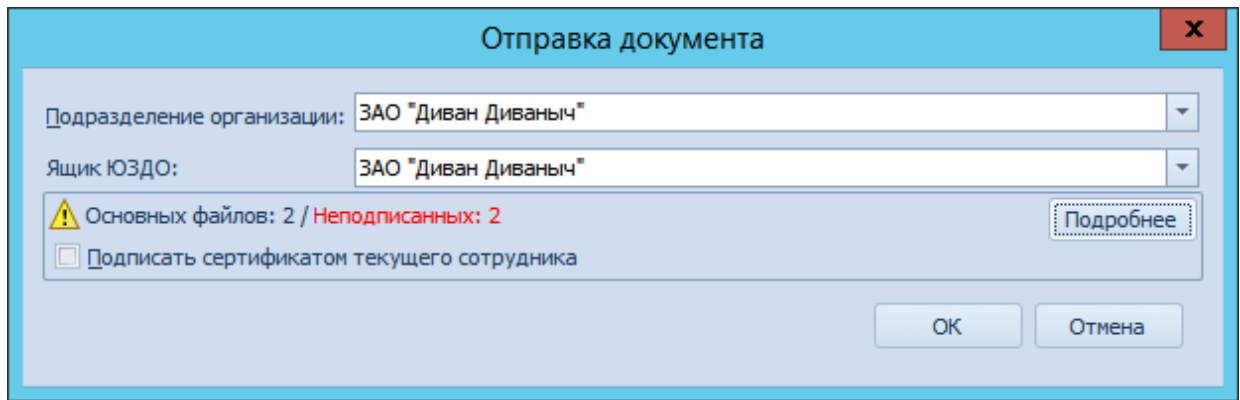 Отправка документа
x
Подразделение организации: ЗАО "Диван Диваныч"
Ящик ЮЗДО: ЗАО "Диван Диваныч"
Основных файлов: 2 / Неподписанных: 2 Подробнее
Подписать сертификатом текущего сотрудника
ОК Отмена